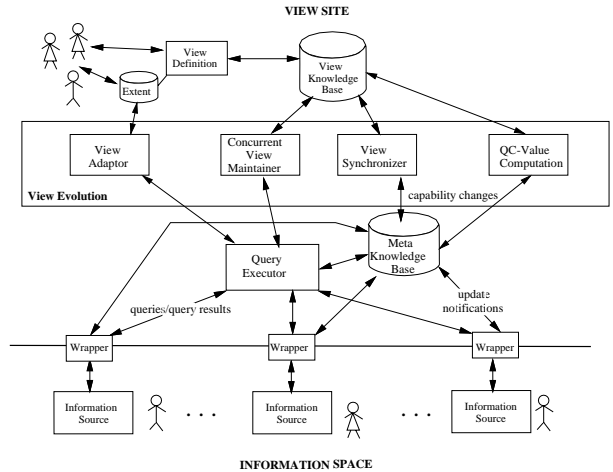 VIEW SITE
View
Definition
View
Knowledge
Base
Extent
View
Adaptor
Concurrent
View
Maintainer
View
Synchronizer
QC-Value
Computation
View Evolution
capability changes
Meta
Knowledge
Base
Query
Executor
queries/query results
update
notifications
Wrapper
Wrapper
Wrapper
Information
Source
. . .
Information
Source
. . .
Information
Source
INFORMATION SPACE